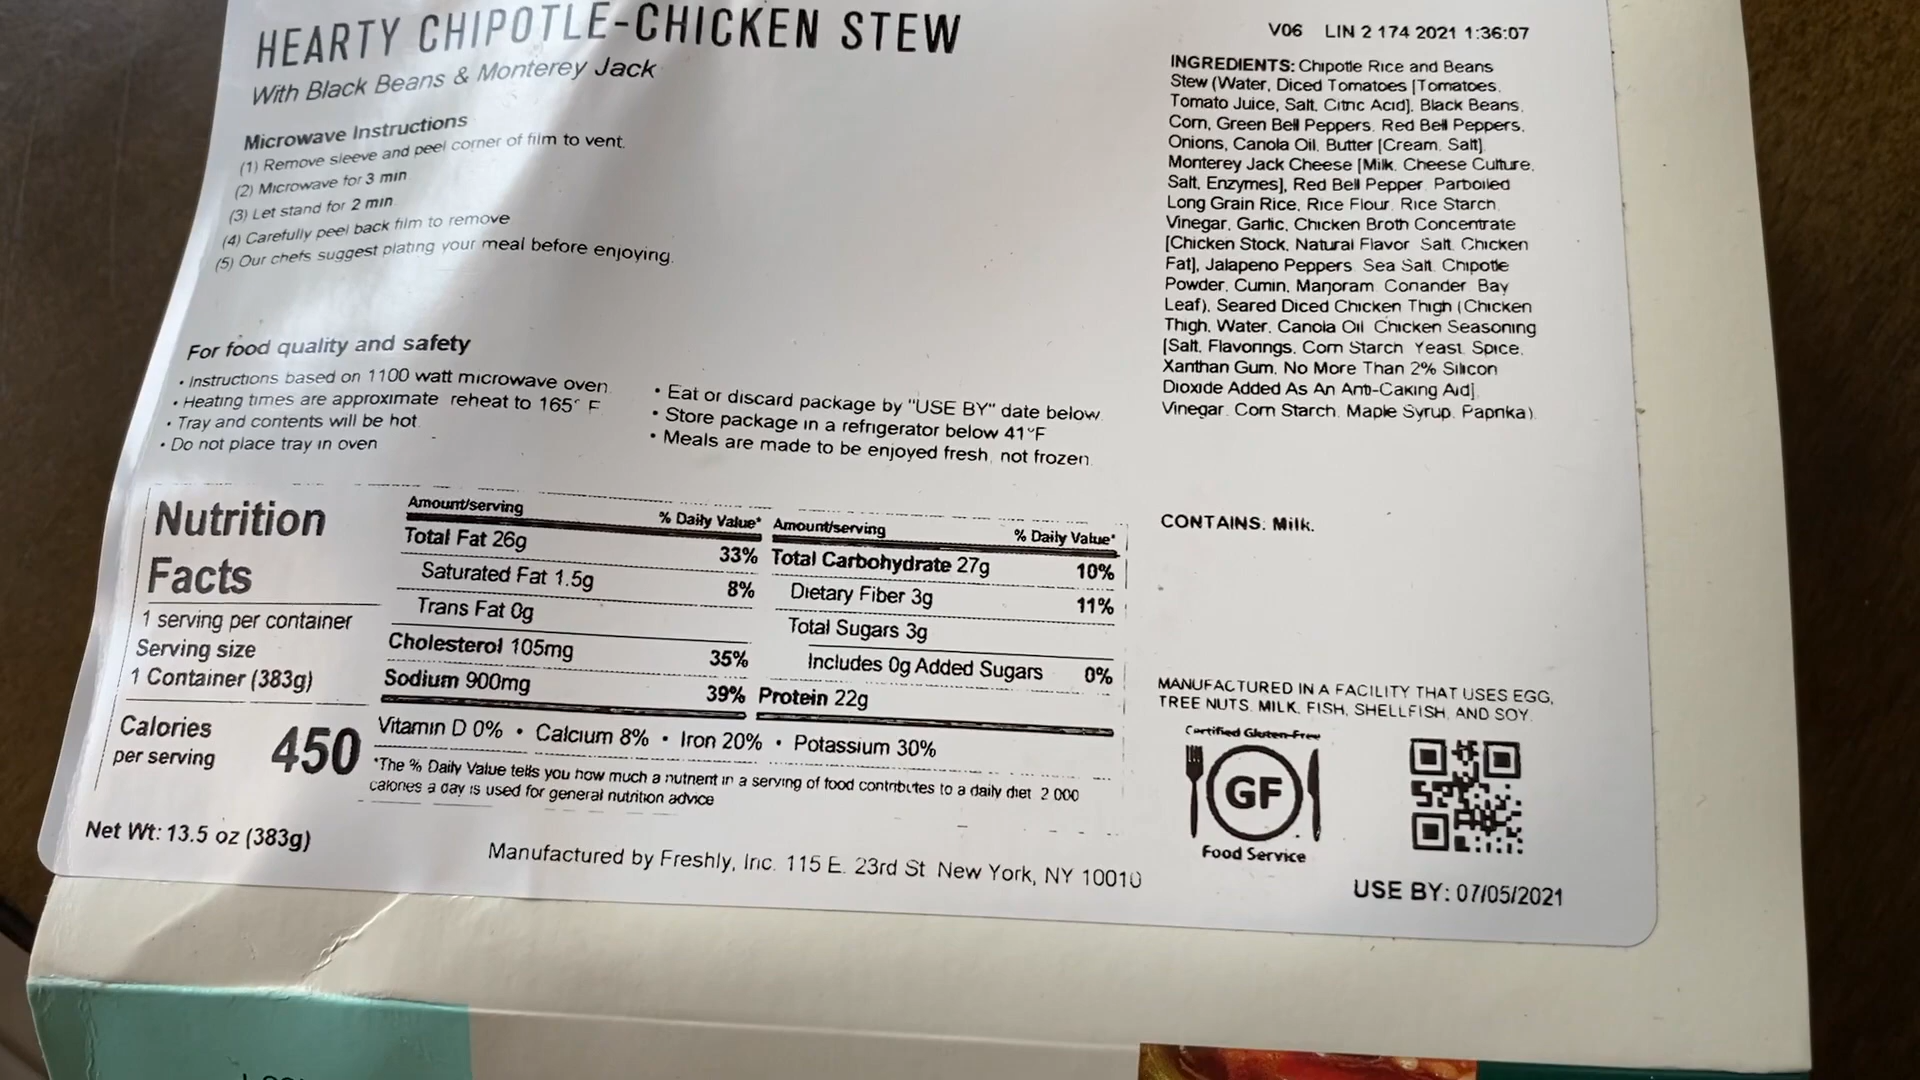 HEARTY CHIPOTLE-CHICKEN STEW
With Black Beans & Monterey Jack
Microwave Instructions
(1) Remove sleeve and peel corner of film to vent.
(2) Microwave for 3 min
(3) Let stand for 2 min
(4) Carefully peel back film to remove
(5) Our chefs suggest plating your meal before enjoying.
For food quality and safety
• Instructions based on 1100 watt microwave oven
• Heating times are approximate reheat to 165° F
• Tray and contents will be hot
• Do not place tray in oven
• Eat or discard package by "USE BY" date below
• Store package in a refrigerator below 41°F
• Meals are made to be enjoyed fresh, not frozen
Nutrition
Facts
1 serving per container
Serving size
1 Container (383g)
Calories
per serving
450
Amount/serving % Daily Value*
Total Fat 26g 33%
Saturated Fat 1.5g 8%
Trans Fat 0g
Cholesterol 105mg 35%
Sodium 900mg 39%
Amount/serving % Daily Value*
Total Carbohydrate 27g 10%
Dietary Fiber 3g 11%
Total Sugars 3g
Includes 0g Added Sugars 0%
Protein 22g
Vitamin D 0% • Calcium 8% • Iron 20% • Potassium 30%
*The % Daily Value tells you how much a nutrient in a serving of food contributes to a daily diet 2 000
calories a day is used for general nutrition advice
Net Wt: 13.5 oz (383g)
Manufactured by Freshly, Inc. 115 E. 23rd St New York, NY 10010
V06 LIN 2 174 2021 1:36:07
INGREDIENTS: Chipotle Rice and Beans
Stew (Water, Diced Tomatoes [Tomatoes,
Tomato Juice, Salt, Citric Acid], Black Beans,
Corn, Green Bell Peppers, Red Bell Peppers,
Onions, Canola Oil, Butter [Cream, Salt]
Monterey Jack Cheese [Milk, Cheese Culture,
Salt, Enzymes], Red Bell Pepper, Parboiled
Long Grain Rice, Rice Flour, Rice Starch
Vinegar, Garlic, Chicken Broth Concentrate
[Chicken Stock, Natural Flavor Salt Chicken
Fat], Jalapeno Peppers Sea Salt Chipotle
Powder, Cumin, Marjoram Coriander Bay
Leaf), Seared Diced Chicken Thigh (Chicken
Thigh, Water, Canola Oil Chicken Seasoning
[Salt, Flavorings, Corn Starch Yeast Spice,
Xanthan Gum, No More Than 2% Silicon
Dioxide Added As An Anti-Caking Aid]
Vinegar Corn Starch, Maple Syrup, Paprika)
CONTAINS: Milk.
MANUFACTURED IN A FACILITY THAT USES EGG,
TREE NUTS, MILK, FISH, SHELLFISH, AND SOY
Certified Gluten-Free
GF
Food Service
USE BY: 07/05/2021